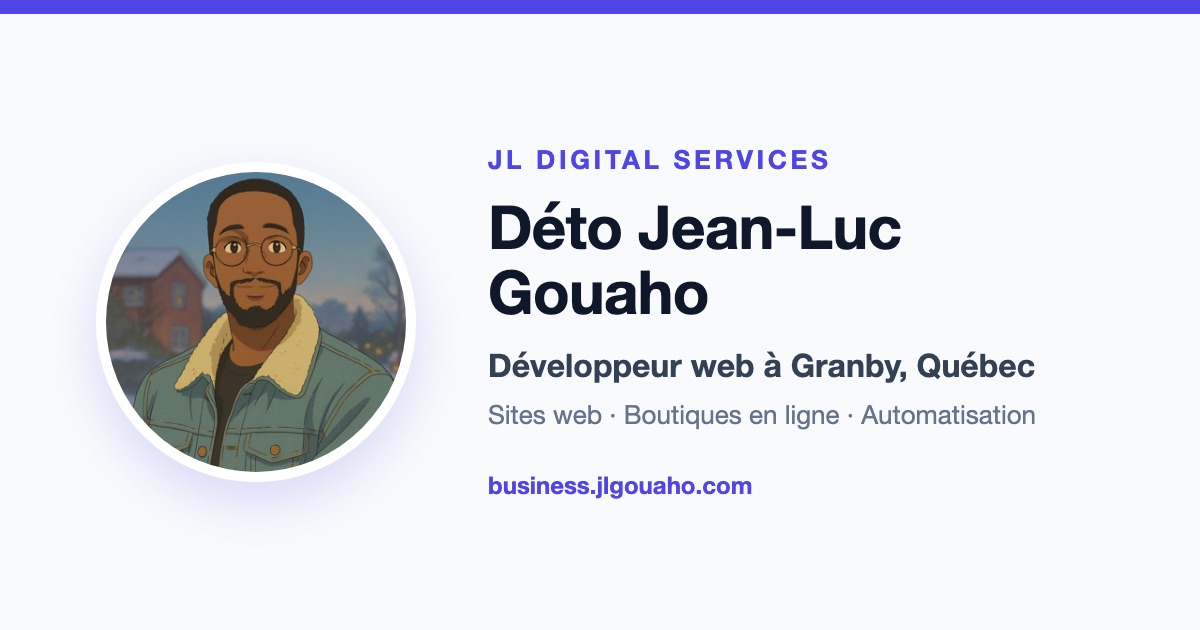 JL DIGITAL SERVICES
Déto Jean-Luc
Gouaho
Développeur web à Granby, Québec
Sites web · Boutiques en ligne · Automatisation
business.jlgouaho.com